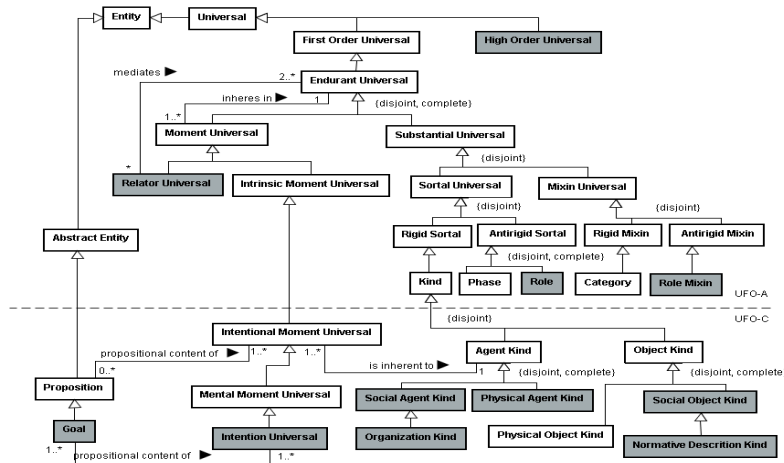 Entity
Universal
First Order Universal
High Order Universal
mediates
2..*
Endurant Universal
inheres in
1
{disjoint, complete}
1..*
Moment Universal
Substantial Universal
*
{disjoint}
Relator Universal
Intrinsic Moment Universal
Sortal Universal
Mixin Universal
{disjoint}
{disjoint}
Abstract Entity
Rigid Sortal
Antirigid Sortal
Rigid Mixin
Antirigid Mixin
{disjoint, complete}
Kind
Phase
Role
Category
Role Mixin
UFO-A
UFO-C
{disjoint}
Intentional Moment Universal
propositional content of
1..*
1..*
Agent Kind
Object Kind
is inherent to
1
0..*
{disjoint, complete}
{disjoint, complete
Proposition
Mental Moment Universal
Social Agent Kind
Physical Agent Kind
Social Object Kind
Goal
Intention Universal
Organization Kind
Physical Object Kind
Normative Descrition Kind
1..*
propositional content of
1..*